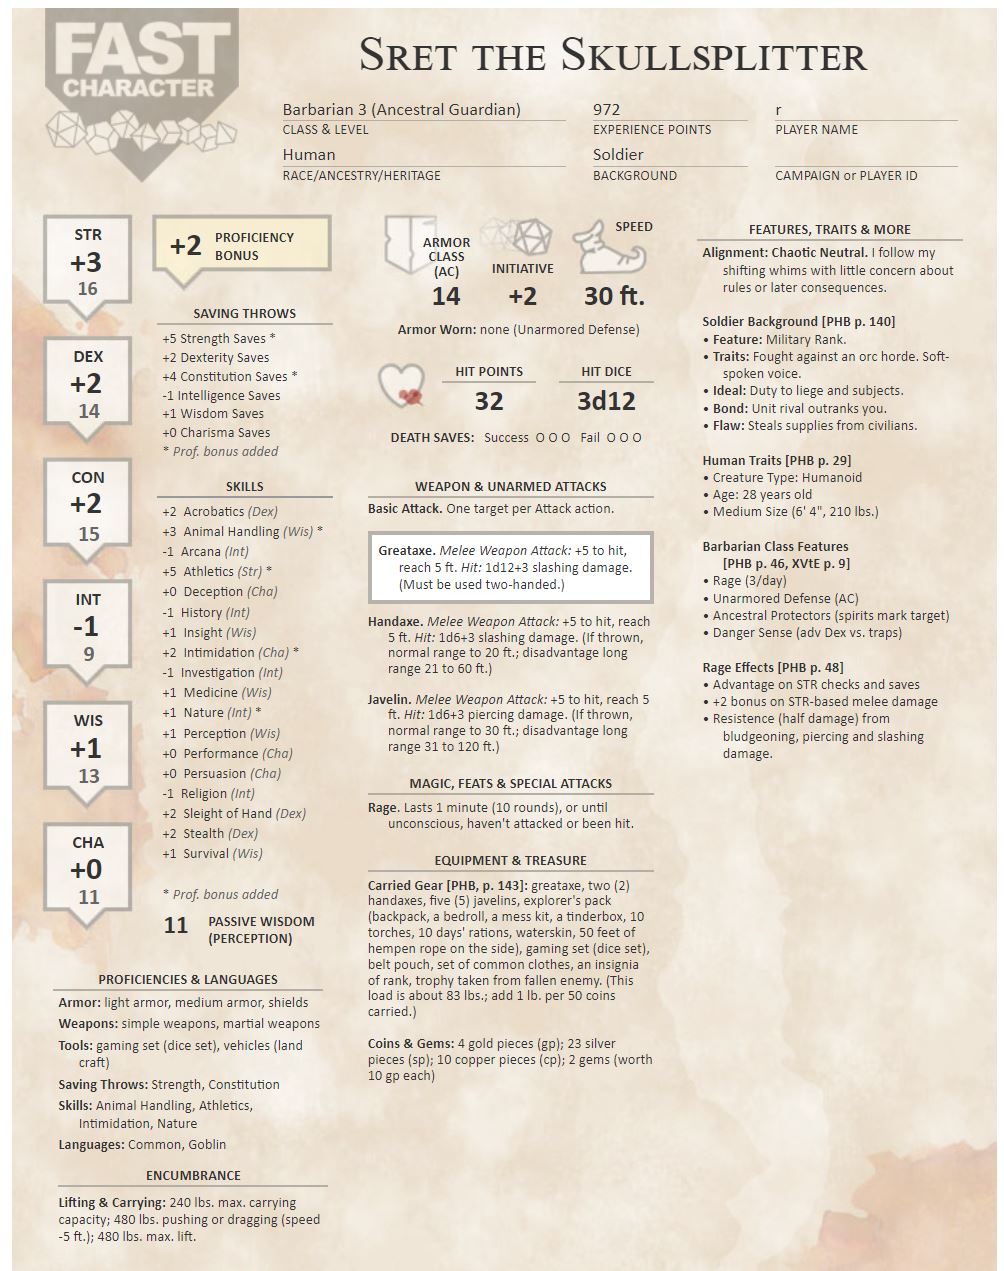 FAST
CHARACTER
Sret the Skullsplitter
Barbarian 3 (Ancestral Guardian)
CLASS & LEVEL
972
EXPERIENCE POINTS
r
PLAYER NAME
Human
RACE/ANCESTRY/HERITAGE
Soldier
BACKGROUND
CAMPAIGN or PLAYER ID
STR
+3
16
DEX
+2
14
CON
+2
15
INT
-1
9
WIS
+1
13
CHA
+0
11
+2 PROFICIENCY
BONUS
SAVING THROWS
+5 Strength Saves *
+2 Dexterity Saves
+4 Constitution Saves *
-1 Intelligence Saves
+1 Wisdom Saves
+0 Charisma Saves
* Prof. bonus added
SKILLS
+2 Acrobatics (Dex)
+3 Animal Handling (Wis) *
-1 Arcana (Int)
+5 Athletics (Str) *
+0 Deception (Cha)
-1 History (Int)
+1 Insight (Wis)
+2 Intimidation (Cha) *
-1 Investigation (Int)
+1 Medicine (Wis)
+1 Nature (Int) *
+1 Perception (Wis)
+0 Performance (Cha)
+0 Persuasion (Cha)
-1 Religion (Int)
+2 Sleight of Hand (Dex)
+2 Stealth (Dex)
+1 Survival (Wis)
* Prof. bonus added
11 PASSIVE WISDOM
(PERCEPTION)
PROFICIENCIES & LANGUAGES
Armor: light armor, medium armor, shields
Weapons: simple weapons, martial weapons
Tools: gaming set (dice set), vehicles (land
craft)
Saving Throws: Strength, Constitution
Skills: Animal Handling, Athletics,
Intimidation, Nature
Languages: Common, Goblin
ENCUMBRANCE
Lifting & Carrying: 240 lbs. max. carrying
capacity; 480 lbs. pushing or dragging (speed
-5 ft.); 480 lbs. max. lift.
ARMOR
CLASS
(AC)
14
INITIATIVE
+2
SPEED
30 ft.
Armor Worn: none (Unarmored Defense)
HIT POINTS
32
HIT DICE
3d12
DEATH SAVES: Success O O O Fail O O O
WEAPON & UNARMED ATTACKS
Basic Attack. One target per Attack action.
Greataxe. Melee Weapon Attack: +5 to hit,
reach 5 ft. Hit: 1d12+3 slashing damage.
(Must be used two-handed.)
Handaxe. Melee Weapon Attack: +5 to hit, reach
5 ft. Hit: 1d6+3 slashing damage. (If thrown,
normal range to 20 ft.; disadvantage long
range 21 to 60 ft.)
Javelin. Melee Weapon Attack: +5 to hit, reach 5
ft. Hit: 1d6+3 piercing damage. (If thrown,
normal range to 30 ft.; disadvantage long
range 31 to 120 ft.)
MAGIC, FEATS & SPECIAL ATTACKS
Rage. Lasts 1 minute (10 rounds), or until
unconscious, haven't attacked or been hit.
EQUIPMENT & TREASURE
Carried Gear [PHB, p. 143]: greataxe, two (2)
handaxes, five (5) javelins, explorer's pack
(backpack, a bedroll, a mess kit, a tinderbox, 10
torches, 10 days' rations, waterskin, 50 feet of
hempen rope on the side), gaming set (dice set),
belt pouch, set of common clothes, an insignia
of rank, trophy taken from fallen enemy. (This
load is about 83 lbs.; add 1 lb. per 50 coins
carried.)
Coins & Gems: 4 gold pieces (gp); 23 silver
pieces (sp); 10 copper pieces (cp); 2 gems (worth
10 gp each)
FEATURES, TRAITS & MORE
Alignment: Chaotic Neutral. I follow my
shifting whims with little concern about
rules or later consequences.
Soldier Background [PHB p. 140]
• Feature: Military Rank.
• Traits: Fought against an orc horde. Soft-
spoken voice.
• Ideal: Duty to liege and subjects.
• Bond: Unit rival outranks you.
• Flaw: Steals supplies from civilians.
Human Traits [PHB p. 29]
• Creature Type: Humanoid
• Age: 28 years old
• Medium Size (6' 4", 210 lbs.)
Barbarian Class Features
[PHB p. 46, XVtE p. 9]
• Rage (3/day)
• Unarmored Defense (AC)
• Ancestral Protectors (spirits mark target)
• Danger Sense (adv Dex vs. traps)
Rage Effects [PHB p. 48]
• Advantage on STR checks and saves
• +2 bonus on STR-based melee damage
• Resistence (half damage) from
bludgeoning, piercing and slashing
damage.